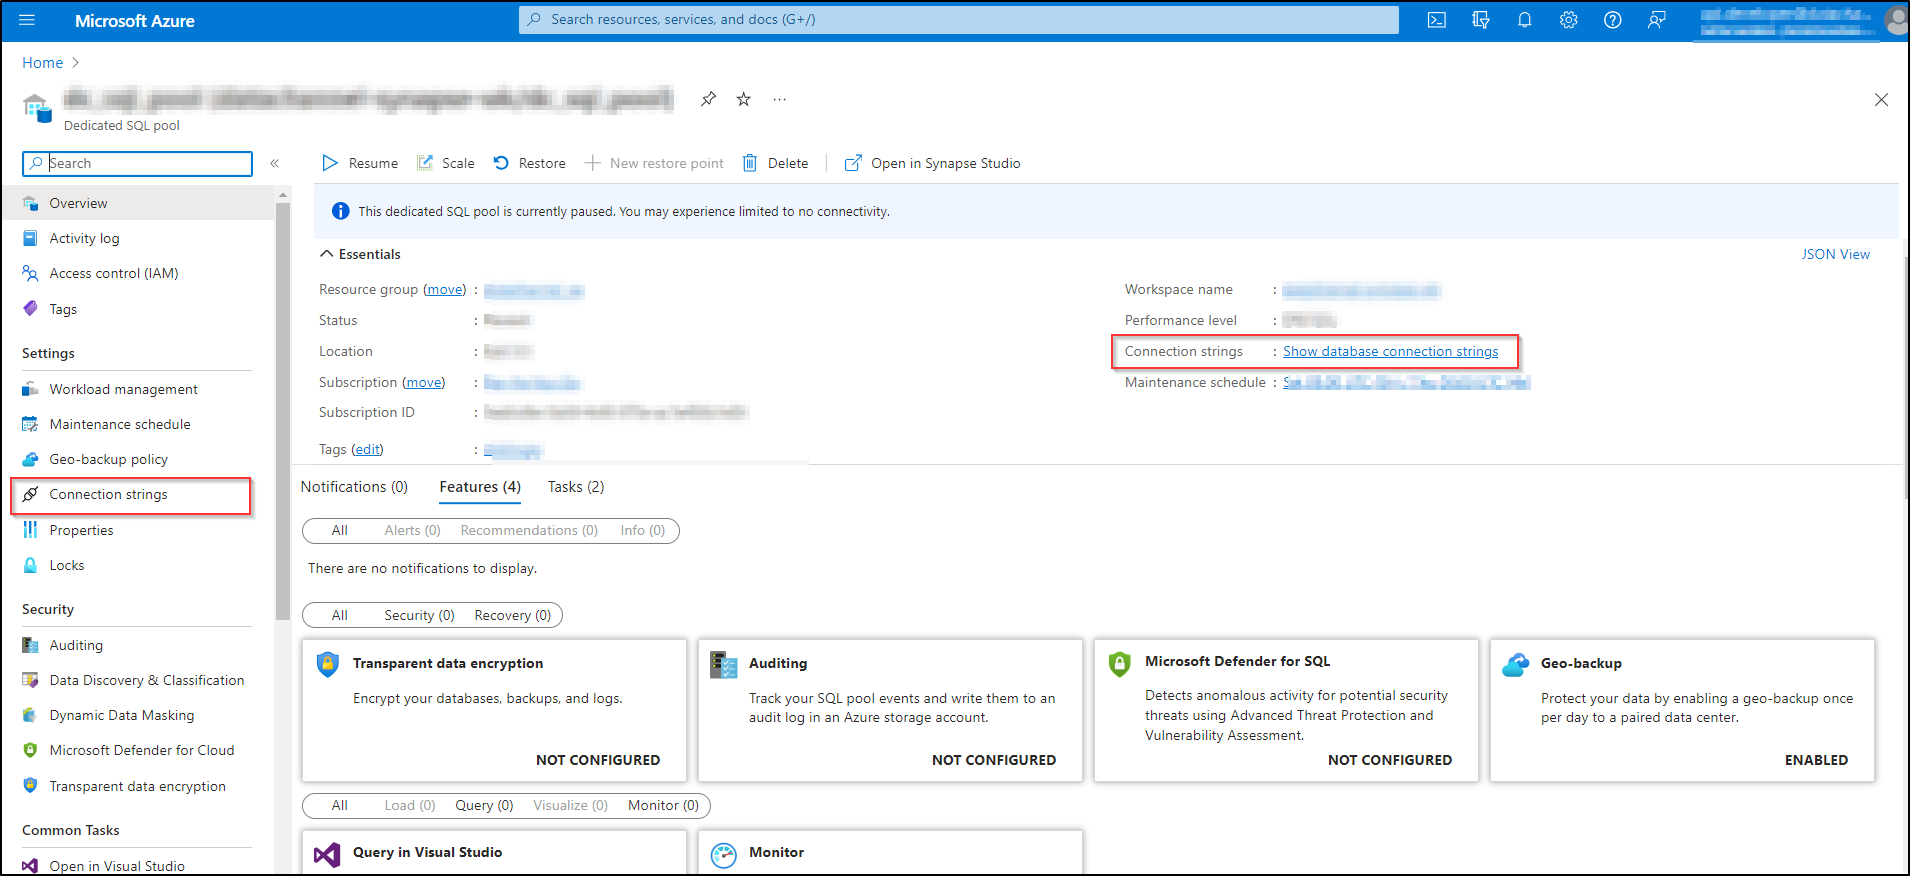 Microsoft Azure
Search resources, services, and docs (G+/)
Home
Dedicated SQL pool
Search
Resume
Scale
Restore
New restore point
Delete
Open in Synapse Studio
Overview
Activity log
Access control (IAM)
Tags
Settings
Workload management
Maintenance schedule
Geo-backup policy
Connection strings
Properties
Locks
Security
Auditing
Data Discovery & Classification
Dynamic Data Masking
Microsoft Defender for Cloud
Transparent data encryption
Common Tasks
Open in Visual Studio
This dedicated SQL pool is currently paused. You may experience limited to no connectivity.
Essentials
JSON View
Resource group (move) :
Status :
Location :
Subscription (move) :
Subscription ID :
Tags (edit) :
Workspace name :
Performance level :
Connection strings : Show database connection strings
Maintenance schedule :
Notifications (0) Features (4) Tasks (2)
All Alerts (0) Recommendations (0) Info (0)
There are no notifications to display.
All Security (0) Recovery (0)
Transparent data encryption
Encrypt your databases, backups, and logs.
NOT CONFIGURED
Auditing
Track your SQL pool events and write them to an
audit log in an Azure storage account.
NOT CONFIGURED
Microsoft Defender for SQL
Detects anomalous activity for potential security
threats using Advanced Threat Protection and
Vulnerability Assessment.
NOT CONFIGURED
Geo-backup
Protect your data by enabling a geo-backup once
per day to a paired data center.
ENABLED
All Load (0) Query (0) Visualize (0) Monitor (0)
Query in Visual Studio
Monitor